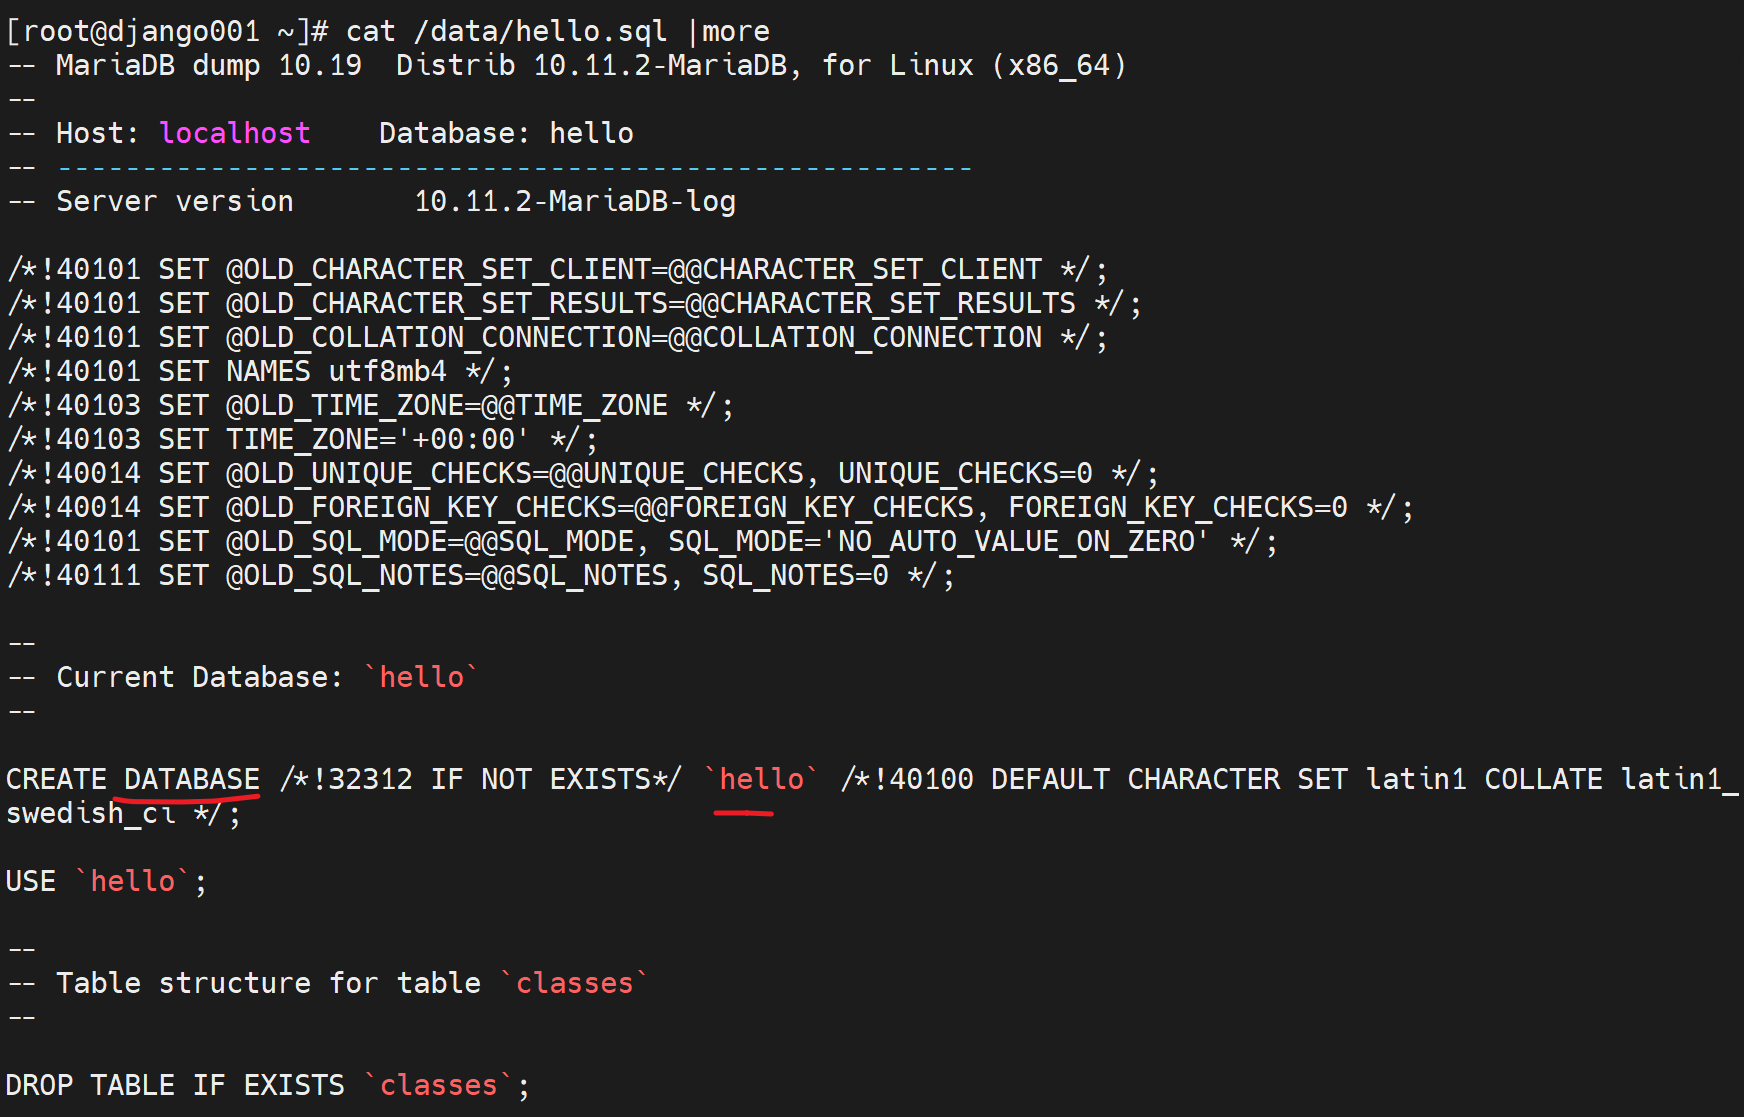 [root@django001 ~]# cat /data/hello.sql |more
-- MariaDB dump 10.19  Distrib 10.11.2-MariaDB, for Linux (x86_64)
--
-- Host: localhost    Database: hello
-- ------------------------------------------------------
-- Server version       10.11.2-MariaDB-log

/*!40101 SET @OLD_CHARACTER_SET_CLIENT=@@CHARACTER_SET_CLIENT */;
/*!40101 SET @OLD_CHARACTER_SET_RESULTS=@@CHARACTER_SET_RESULTS */;
/*!40101 SET @OLD_COLLATION_CONNECTION=@@COLLATION_CONNECTION */;
/*!40101 SET NAMES utf8mb4 */;
/*!40103 SET @OLD_TIME_ZONE=@@TIME_ZONE */;
/*!40103 SET TIME_ZONE='+00:00' */;
/*!40014 SET @OLD_UNIQUE_CHECKS=@@UNIQUE_CHECKS, UNIQUE_CHECKS=0 */;
/*!40014 SET @OLD_FOREIGN_KEY_CHECKS=@@FOREIGN_KEY_CHECKS, FOREIGN_KEY_CHECKS=0 */;
/*!40101 SET @OLD_SQL_MODE=@@SQL_MODE, SQL_MODE='NO_AUTO_VALUE_ON_ZERO' */;
/*!40111 SET @OLD_SQL_NOTES=@@SQL_NOTES, SQL_NOTES=0 */;

--
-- Current Database: `hello`
--

CREATE DATABASE /*!32312 IF NOT EXISTS*/ `hello` /*!40100 DEFAULT CHARACTER SET latin1 COLLATE latin1_
swedish_ci */;

USE `hello`;

--
-- Table structure for table `classes`
--

DROP TABLE IF EXISTS `classes`;